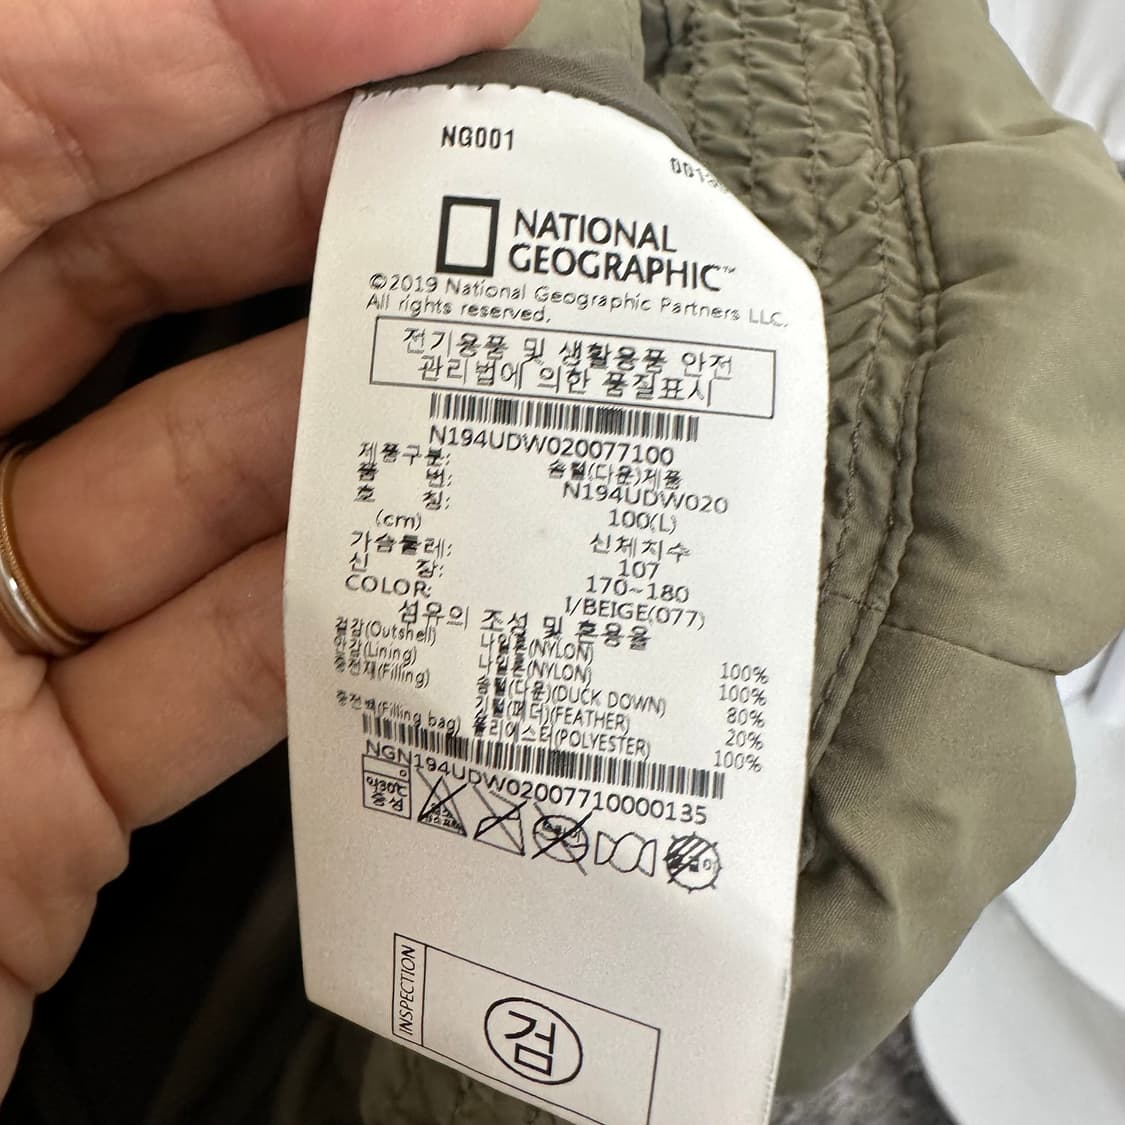 NG001
NATIONAL
GEOGRAPHIC™
©2019 National Geographic Partners LLC.
All rights reserved.
전기용품 및 생활용품 안전
관리법에 의한 품질표시
N194UDW020077100
제품구분: 솜털(다운)제품
품 번: N194UDW020
호 칭: 100(L)
(cm) 신체치수
가슴둘레: 107
신 장: 170~180
COLOR: I/BEIGE(077)
섬유의 조성 및 혼용율
겉감(Outshell) 나일론(NYLON) 100%
안감(Lining) 나일론(NYLON) 100%
충전재(Filling) 솜털(다운)(DUCK DOWN) 80%
깃털(페더)(FEATHER) 20%
충전백(Filling bag) 폴리에스터(POLYESTER) 100%
NGN194UDW02007710000135
약30℃
중성
INSPECTION
검